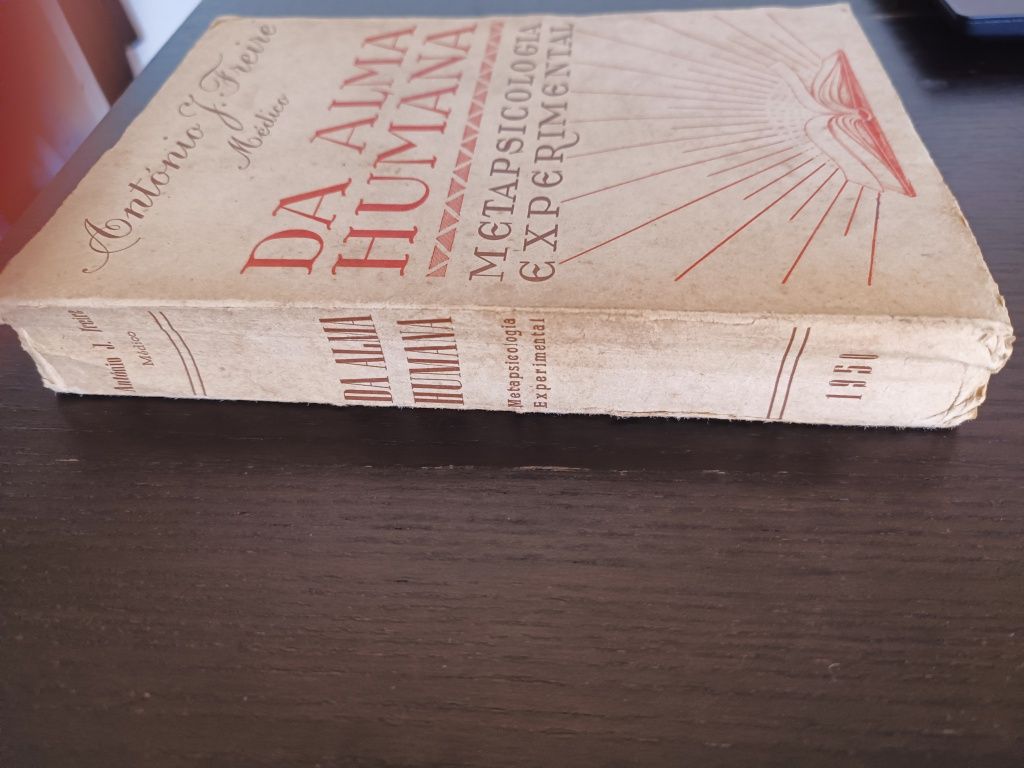 António J. Freire
Médico
DA ALMA
HUMANA
METAPSICOLOGIA
EXPERIMENTAL
António J. Freire
Médico
DA ALMA
HUMANA
Metapsicologia
Experimental
1950